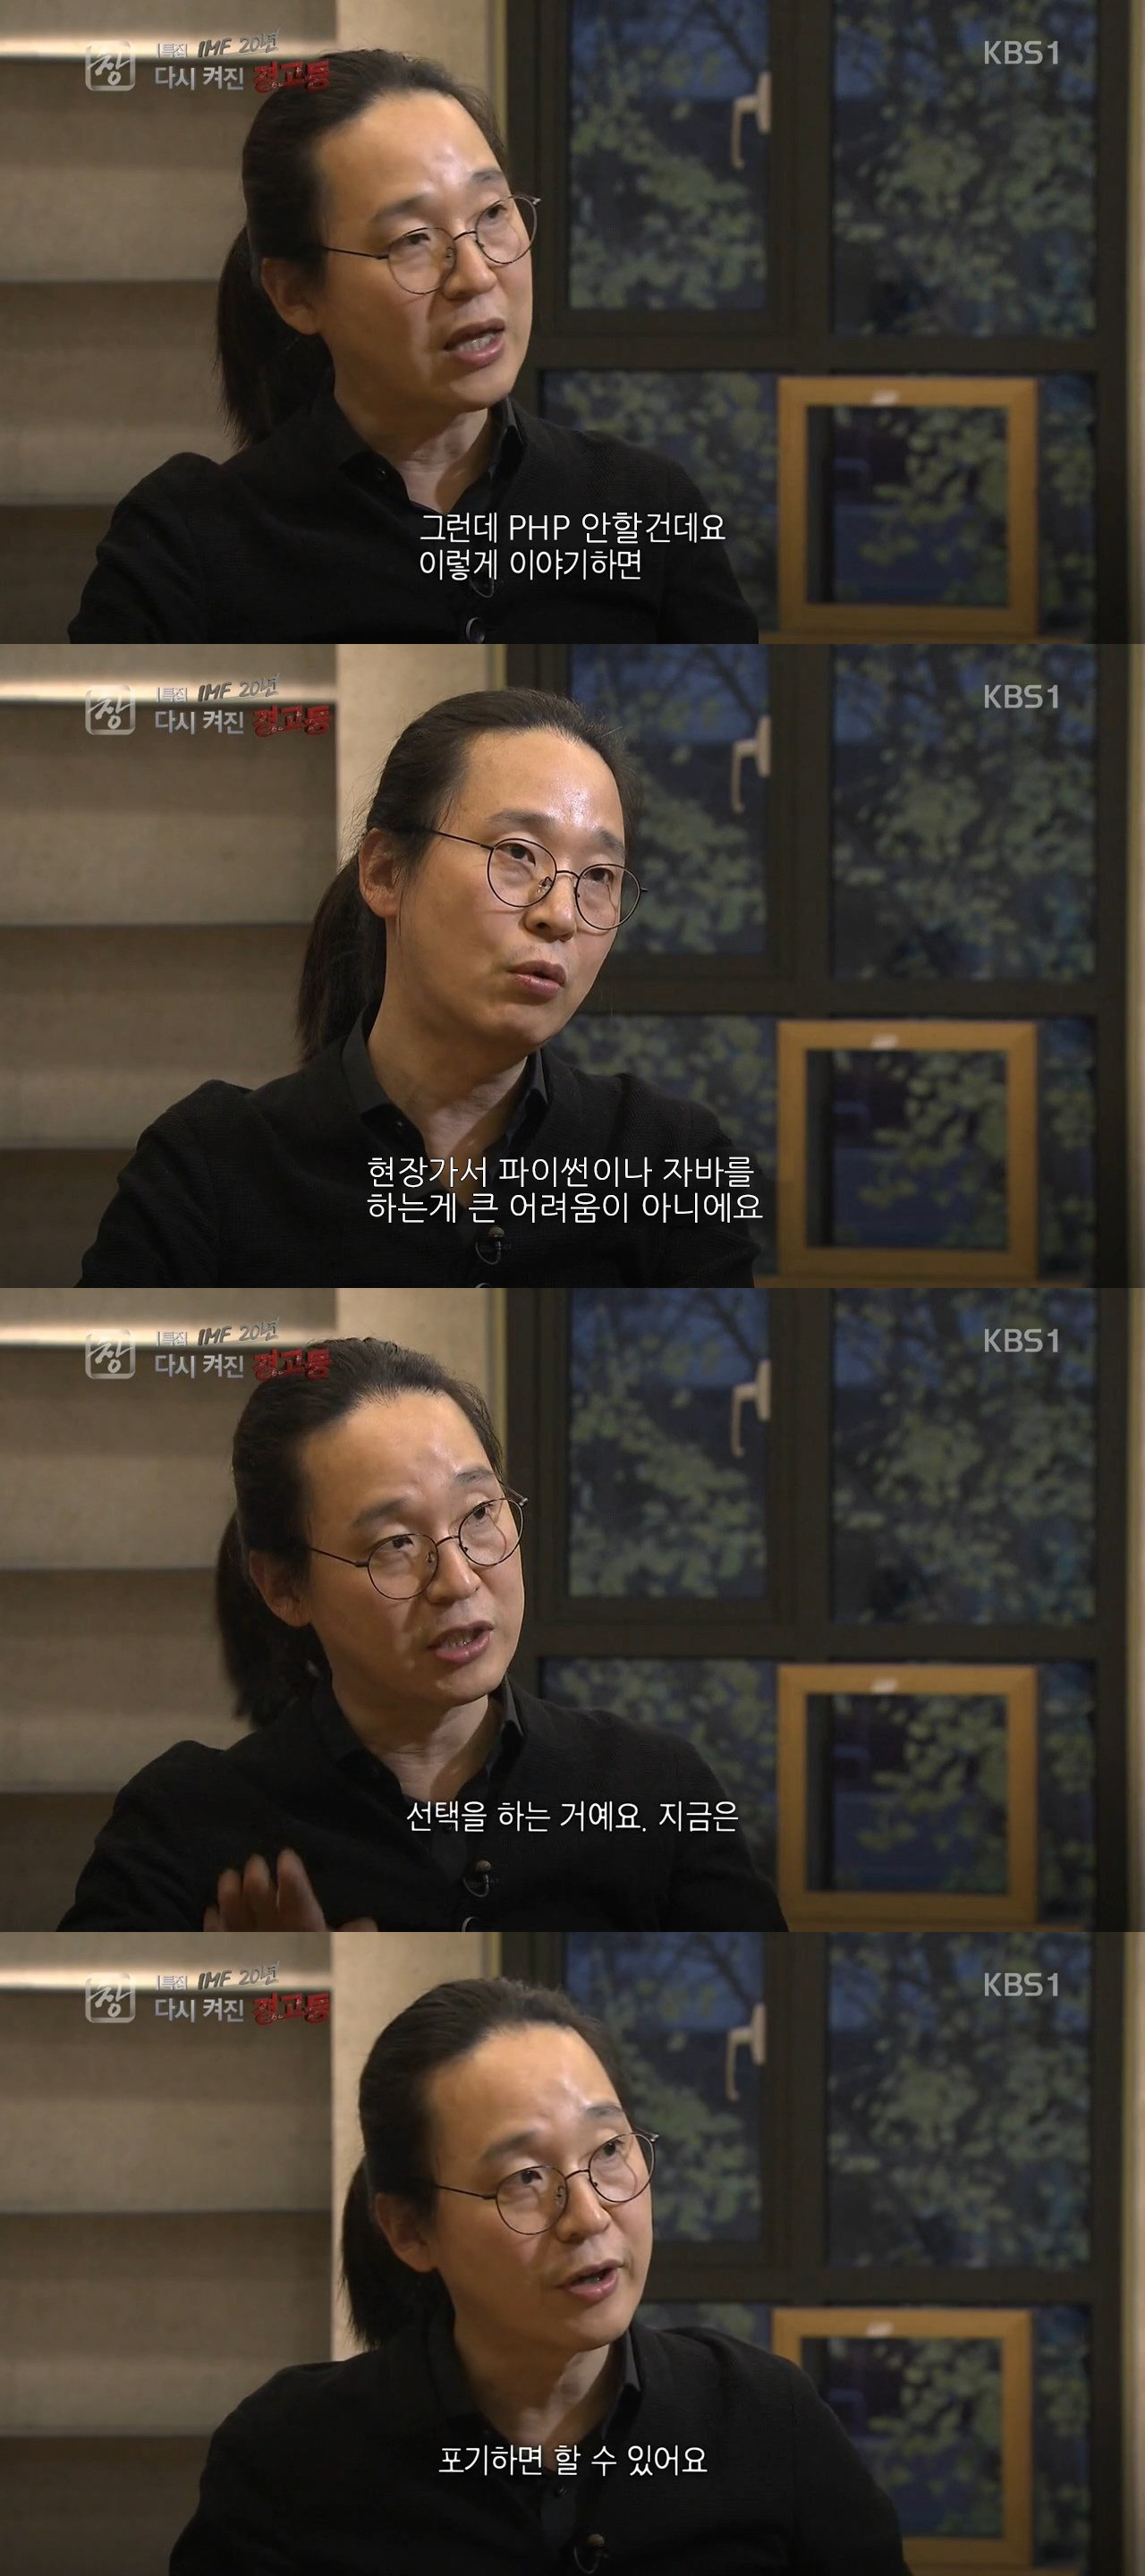 창
특집 IMF 20년
다시 켜진 경고등
KBS1
그런데 PHP 안할건데요
이렇게 이야기하면
창
특집 IMF 20년
다시 켜진 경고등
KBS1
현장가서 파이썬이나 자바를
하는게 큰 어려움이 아니에요
창
특집 IMF 20년
다시 켜진 경고등
KBS1
선택을 하는 거예요. 지금은
창
특집 IMF 20년
다시 켜진 경고등
KBS1
포기하면 할 수 있어요